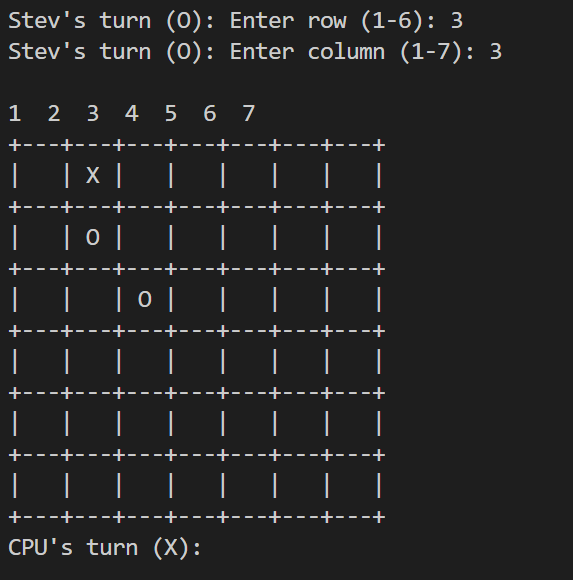 Stev's turn (O): Enter row (1-6): 3
Stev's turn (O): Enter column (1-7): 3

1  2  3  4  5  6  7
+---+---+---+---+---+---+---+
|   | X |   |   |   |   |   |
+---+---+---+---+---+---+---+
|   | O |   |   |   |   |   |
+---+---+---+---+---+---+---+
|   |   | O |   |   |   |   |
+---+---+---+---+---+---+---+
|   |   |   |   |   |   |   |
+---+---+---+---+---+---+---+
|   |   |   |   |   |   |   |
+---+---+---+---+---+---+---+
|   |   |   |   |   |   |   |
+---+---+---+---+---+---+---+
CPU's turn (X):